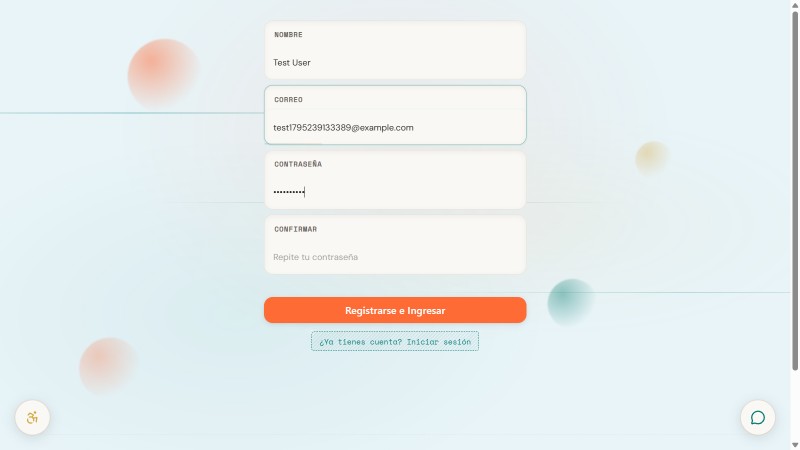 NOMBRE
Test User
CORREO
test1795239133389@example.com
CONTRASEÑA
••••••••••
CONFIRMAR
Repite tu contraseña
Registrarse e Ingresar
¿Ya tienes cuenta? Iniciar sesión